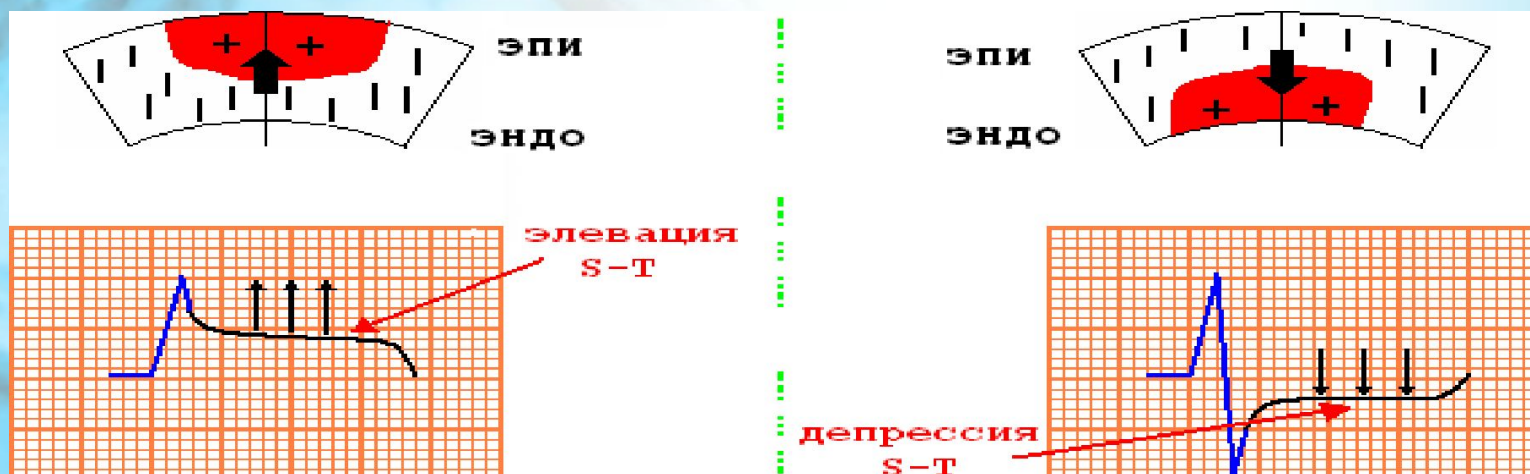 эпи
эндо
элевация
S-T
эпи
эндо
депрессия
S-T